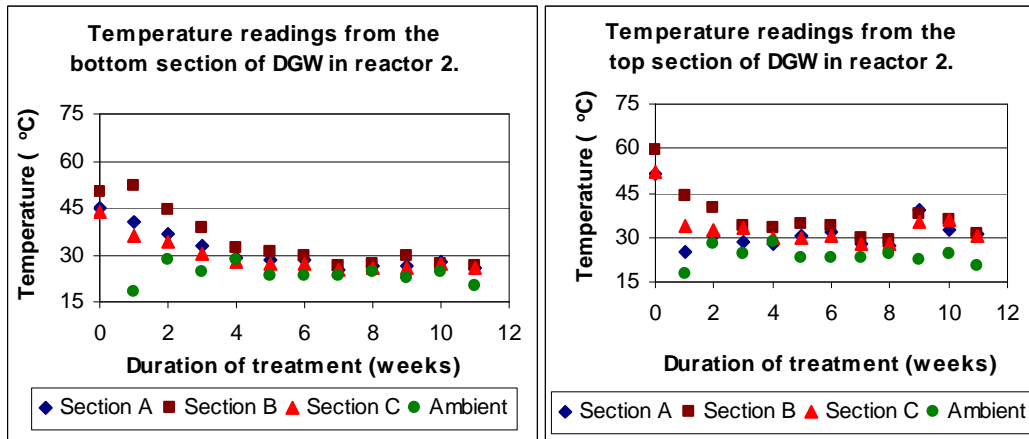 Temperature readings from the
bottom section of DGW in reactor 2.
Temperature ( ºC)
75
60
45
30
15
0 2 4 6 8 10 12
Duration of treatment (weeks)
Section A Section B Section C Ambient
Temperature readings from the
top section of DGW in reactor 2.
Temperature ( ºC)
75
60
45
30
15
0 2 4 6 8 10 12
Duration of treatment (weeks)
Section A Section B Section C Ambient